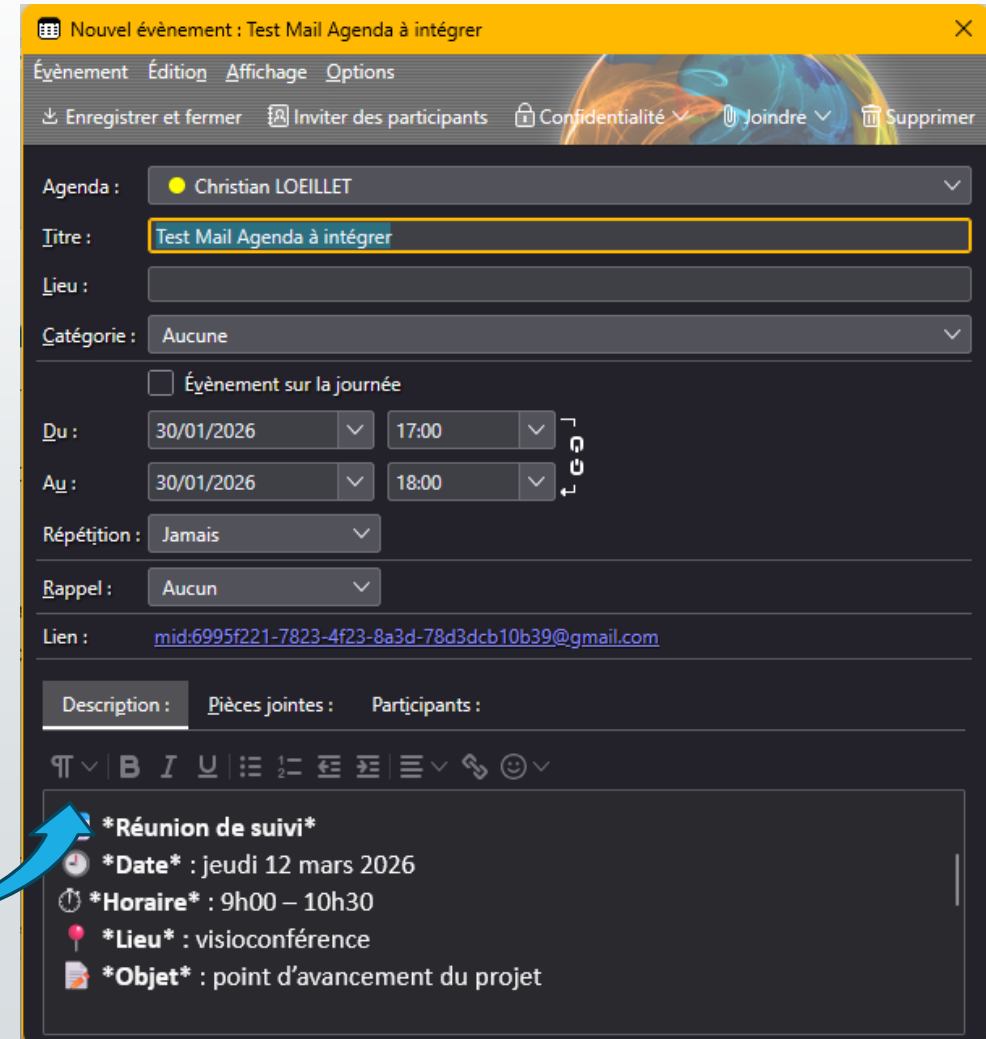 Nouvel évènement : Test Mail Agenda à intégrer
Évènement Édition Affichage Options
Enregistrer et fermer Inviter des participants Confidentialité Joindre Supprimer
Agenda : Christian LOEILLET
Titre : Test Mail Agenda à intégrer
Lieu :
Catégorie : Aucune
Évènement sur la journée
Du : 30/01/2026 17:00
Au : 30/01/2026 18:00
Répétition : Jamais
Rappel : Aucun
Lien : mid:6995f221-7823-4f23-8a3d-78d3dcb10b39@gmail.com
Description : Pièces jointes : Participants :
*Réunion de suivi*
*Date* : jeudi 12 mars 2026
*Horaire* : 9h00 – 10h30
*Lieu* : visioconférence
*Objet* : point d’avancement du projet